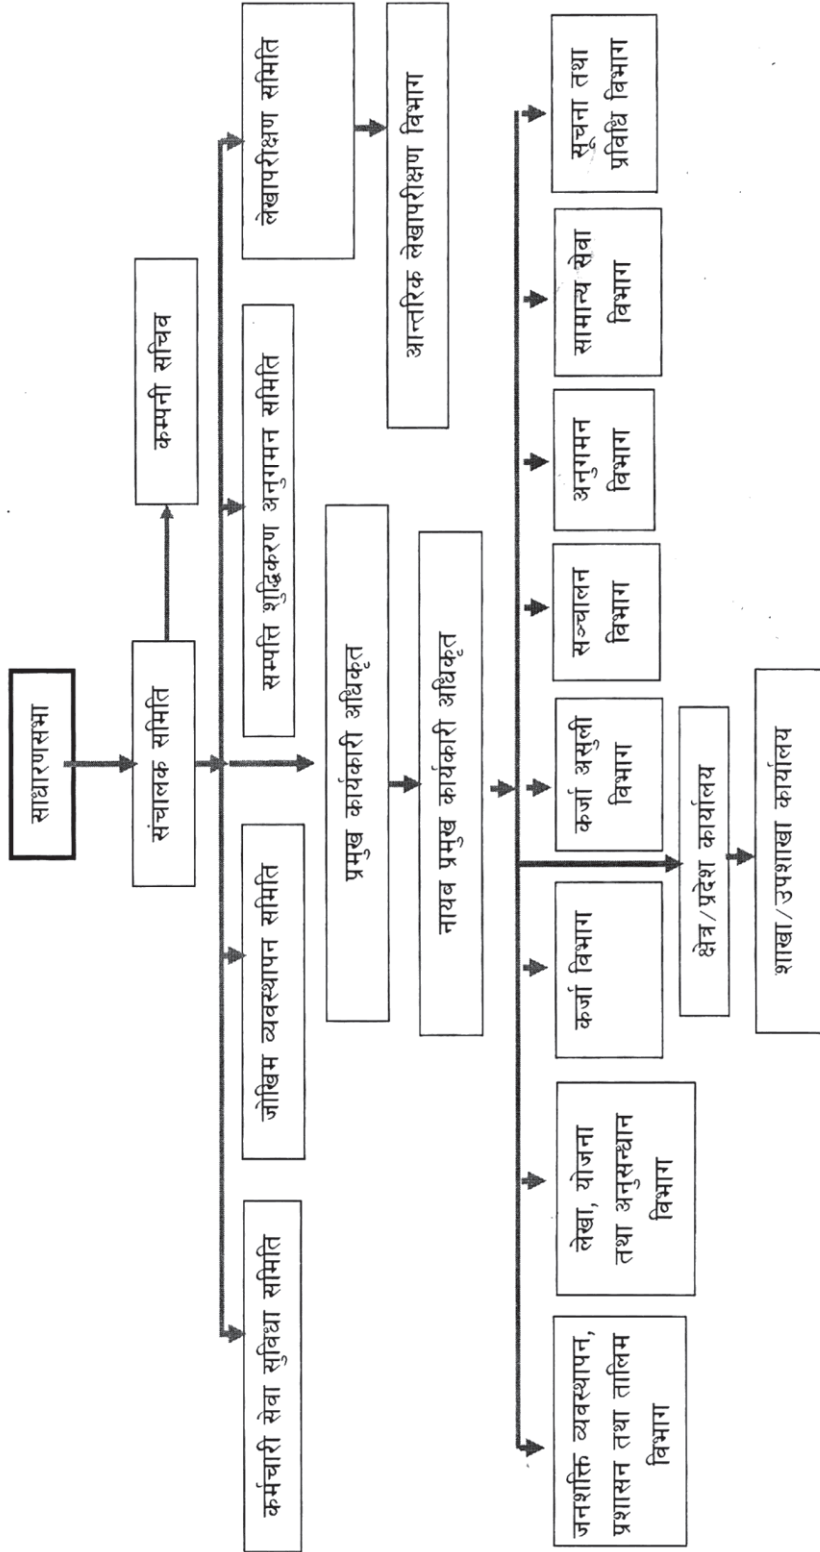 साधारणसभा
संचालक समिति
कम्पनी सचिव
कर्मचारी सेवा सुविधा समिति
जोखिम व्यवस्थापन समिति
सम्पत्ति शुद्धिकरण अनुगमन समिति
लेखापरीक्षण समिति
आन्तरिक लेखापरीक्षण विभाग
प्रमुख कार्यकारी अधिकृत
नायब प्रमुख कार्यकारी अधिकृत
जनशक्ति व्यवस्थापन,
प्रशासन तथा तालिम
विभाग
लेखा, योजना
तथा अनुसन्धान
विभाग
कर्जा विभाग
कर्जा असुली
विभाग
सञ्चालन
विभाग
अनुगमन
विभाग
सामान्य सेवा
विभाग
सूचना तथा
प्रविधि विभाग
क्षेत्र/प्रदेश कार्यालय
शाखा/उपशाखा कार्यालय